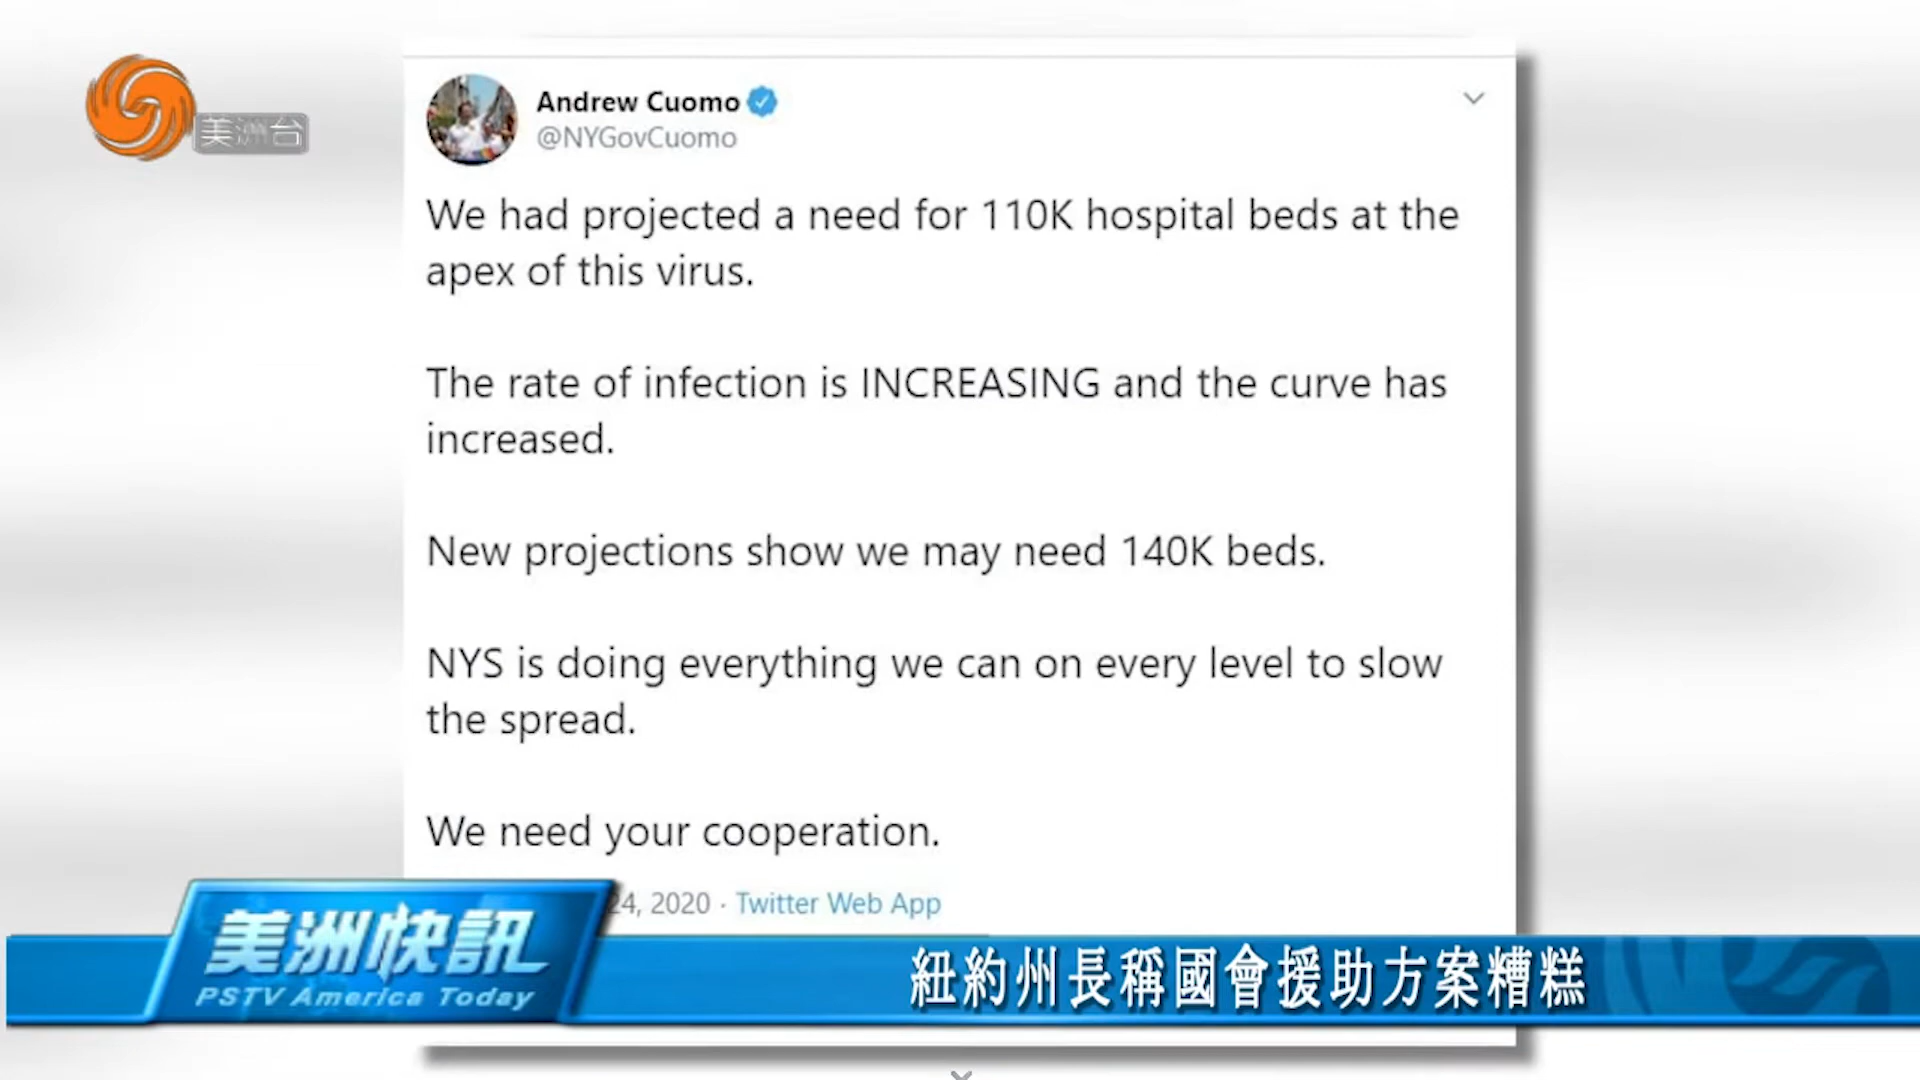 美洲台
Andrew Cuomo
@NYGovCuomo
We had projected a need for 110K hospital beds at the
apex of this virus.
The rate of infection is INCREASING and the curve has
increased.
New projections show we may need 140K beds.
NYS is doing everything we can on every level to slow
the spread.
We need your cooperation.
24, 2020 · Twitter Web App
美洲快訊
PSTV America Today
紐約州長稱國會援助方案糟糕